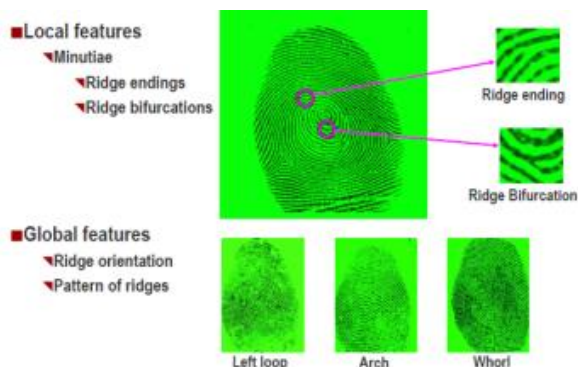 Local features
Minutiae
Ridge endings
Ridge bifurcations
Ridge ending
Ridge Bifurcation
Global features
Ridge orientation
Pattern of ridges
Left loop Arch Whorl